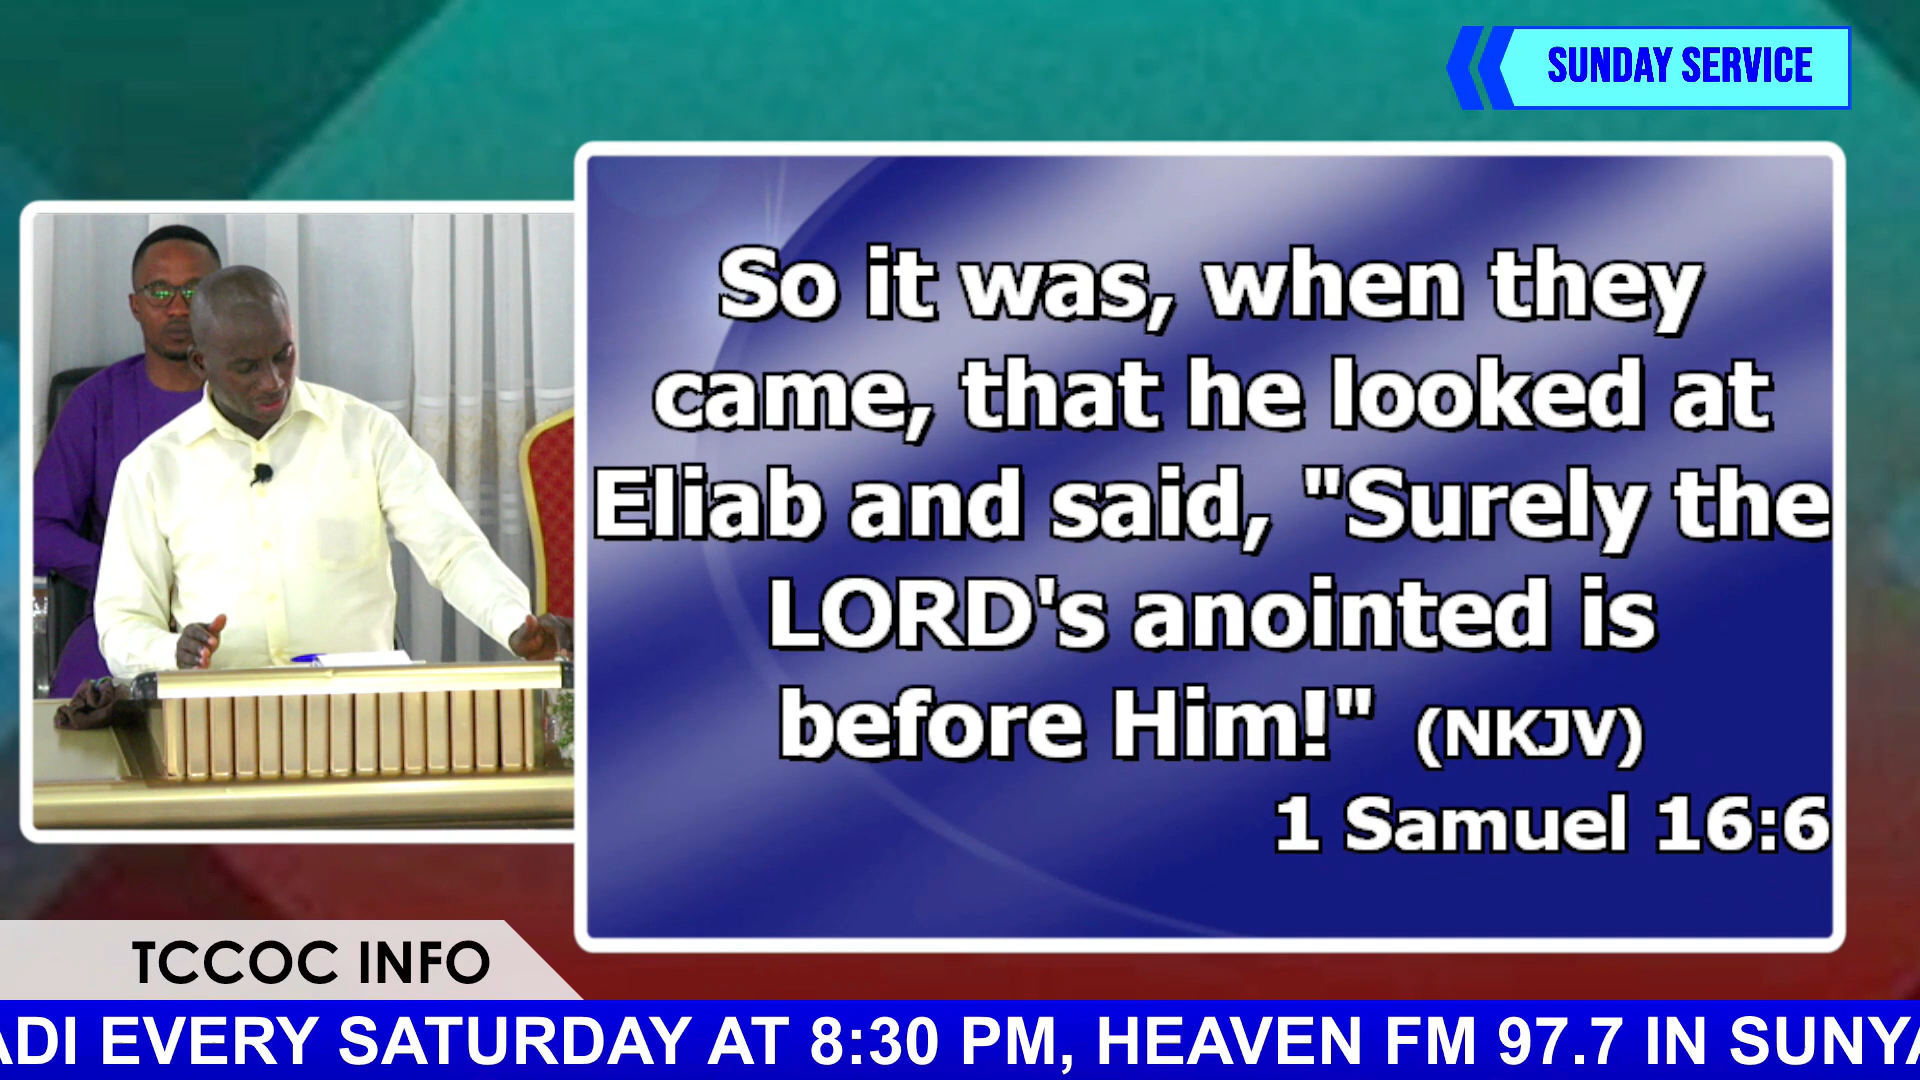 SUNDAY SERVICE
So it was, when they
came, that he looked at
Eliab and said, "Surely the
LORD's anointed is
before Him!" (NKJV)
1 Samuel 16:6
TCCOC INFO
EVERY SATURDAY AT 8:30 PM, HEAVEN FM 97.7 IN